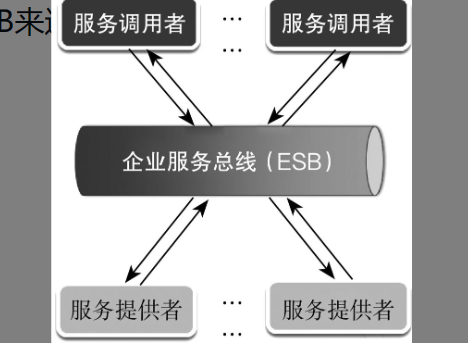 B来
服务调用者 … 服务调用者
…
企业服务总线（ESB）
服务提供者 … 服务提供者
…